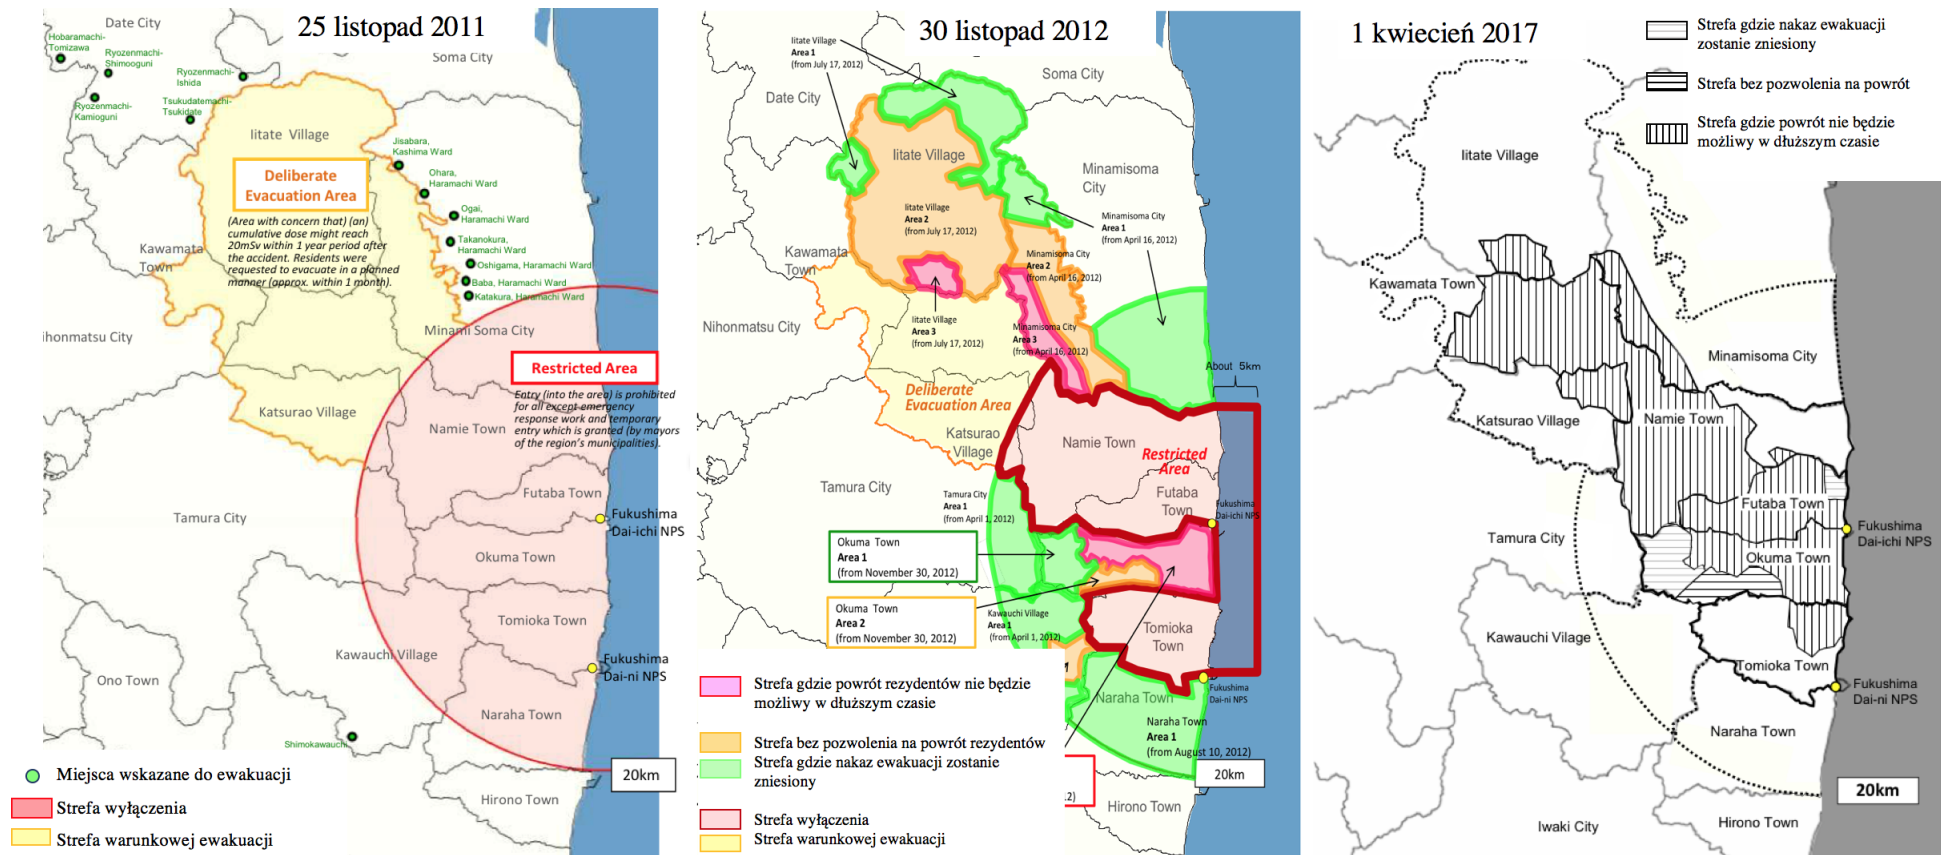 25 listopad 2011
Date City
Hobaramachi-
Tomizawa
Ryozenmachi-
Shimooguni
Ryozenmachi-
Ishida
Ryozenmachi-
Kamioguni
Tsukudatemachi-
Tsukidate
Soma City
Iitate Village
Deliberate
Evacuation Area
(Area with concern that) (an)
cumulative dose might reach
20mSv within 1 year period after
the accident. Residents were
requested to evacuate in a planned
manner (approx. within 1 month).
Jisabara,
Kashima Ward
Ohara,
Haramachi Ward
Ogai,
Haramachi Ward
Takanokura,
Haramachi Ward
Oshigama, Haramachi Ward
Baba, Haramachi Ward
Katakura, Haramachi Ward
Kawamata
Town
Minami Soma City
ihonmatsu City
Restricted Area
Entry (into the area) is prohibited
for all except emergency
response work and temporary
entry which is granted (by mayors
of the region's municipalities).
Katsurao Village
Namie Town
Futaba Town
Tamura City
Fukushima
Dai-ichi NPS
Okuma Town
Tomioka Town
Kawauchi Village
Fukushima
Dai-ni NPS
Ono Town
Naraha Town
Shimokawauchi
20km
Hirono Town
Miejsca wskazane do ewakuacji
Strefa wyłączenia
Strefa warunkowej ewakuacji
30 listopad 2012
Iitate Village
Area 1
(from July 17, 2012)
Soma City
Date City
Iitate Village
Minamisoma
City
Iitate Village
Area 2
(from July 17, 2012)
Minamisoma City
Area 1
(from April 16, 2012)
Kawamata
Town
Minamisoma City
Area 2
(from April 16, 2012)
Nihonmatsu City
Iitate Village
Area 3
(from July 17, 2012)
Minamisoma City
Area 3
(from April 16, 2012)
About 5km
Deliberate
Evacuation Area
Katsurao
Village
Namie Town
Restricted
Area
Tamura City
Futaba
Town
Tamura City
Area 1
(from April 1, 2012)
Fukushima
Dai-ichi NPS
Okuma Town
Area 1
(from November 30, 2012)
Okuma Town
Area 2
(from November 30, 2012)
Kawauchi Village
Area 1
(from April 1, 2012)
Tomioka
Town
Fukushima
Dai-ni NPS
Naraha Town
Naraha Town
Area 1
(from August 10, 2012)
20km
2)
Hirono Town
Strefa gdzie powrót rezydentów nie będzie
możliwy w dłuższym czasie
Strefa bez pozwolenia na powrót rezydentów
Strefa gdzie nakaz ewakuacji zostanie
zniesiony
Strefa wyłączenia
Strefa warunkowej ewakuacji
1 kwiecień 2017
Strefa gdzie nakaz ewakuacji
zostanie zniesiony
Strefa bez pozwolenia na powrót
Strefa gdzie powrót nie będzie
możliwy w dłuższym czasie
Iitate Village
Kawamata Town
Minamisoma City
Katsurao Village
Namie Town
Futaba Town
Tamura City
Fukushima
Dai-ichi NPS
Okuma Town
Kawauchi Village
Tomioka Town
Fukushima
Dai-ni NPS
Naraha Town
20km
Iwaki City
Hirono Town